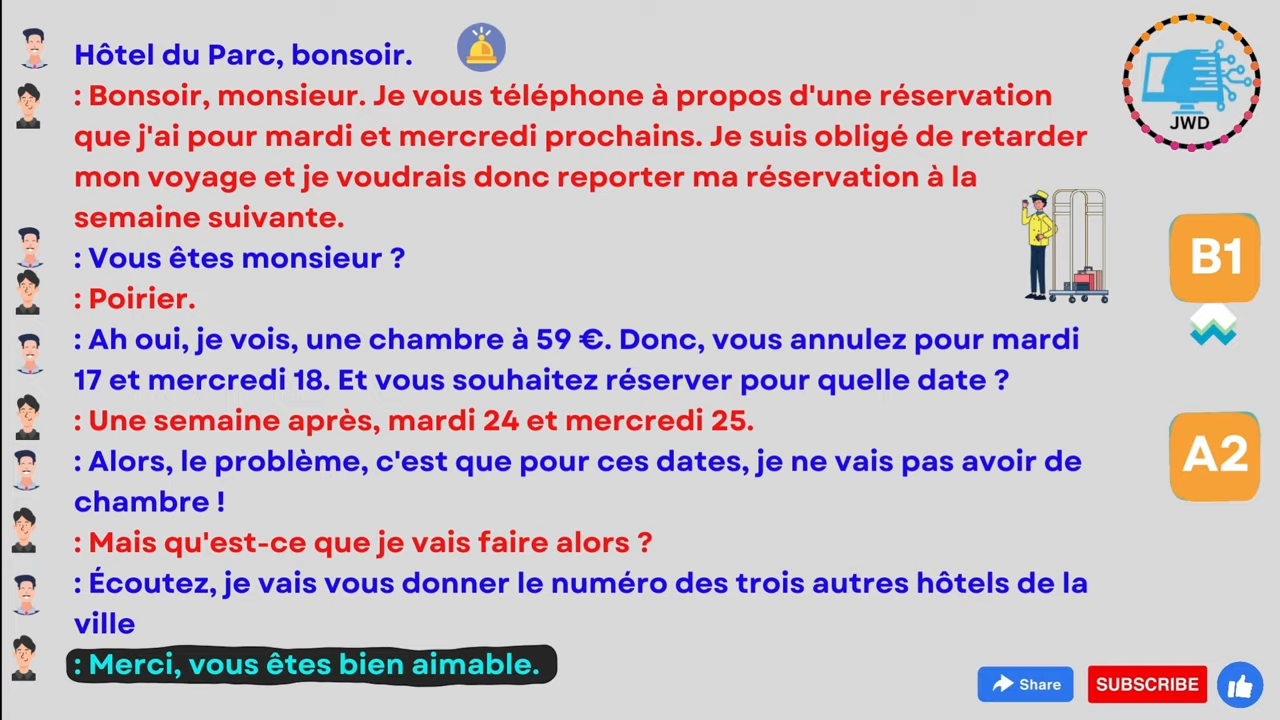 Hôtel du Parc, bonsoir.
: Bonsoir, monsieur. Je vous téléphone à propos d'une réservation
que j'ai pour mardi et mercredi prochains. Je suis obligé de retarder
mon voyage et je voudrais donc reporter ma réservation à la
semaine suivante.
: Vous êtes monsieur ?
: Poirier.
: Ah oui, je vois, une chambre à 59 €. Donc, vous annulez pour mardi
17 et mercredi 18. Et vous souhaitez réserver pour quelle date ?
: Une semaine après, mardi 24 et mercredi 25.
: Alors, le problème, c'est que pour ces dates, je ne vais pas avoir de
chambre !
: Mais qu'est-ce que je vais faire alors ?
: Écoutez, je vais vous donner le numéro des trois autres hôtels de la
ville
: Merci, vous êtes bien aimable.
JWD
B1
A2
Share
SUBSCRIBE